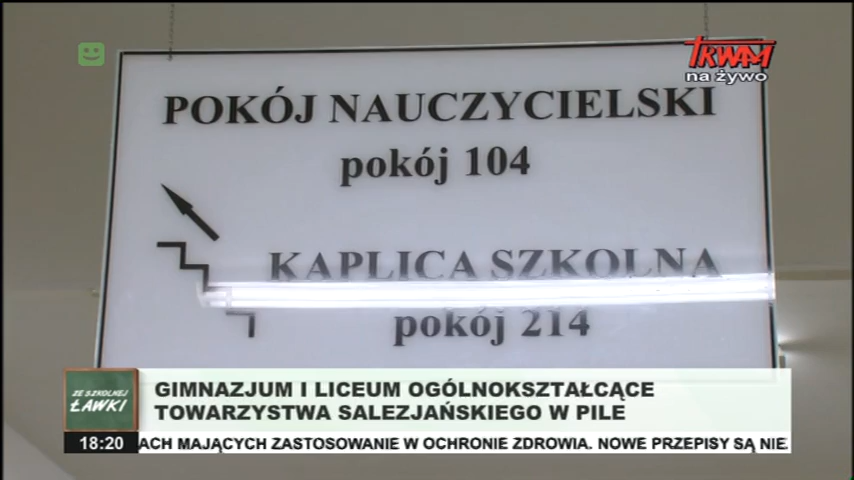 TRWAM
na żywo
POKÓJ NAUCZYCIELSKI
pokój 104
KAPLICA SZKOLNA
pokój 214
ZE SZKOLNEJ
ŁAWKI
GIMNAZJUM I LICEUM OGÓLNOKSZTAŁCĄCE
TOWARZYSTWA SALEZJAŃSKIEGO W PILE
18:20
ACH MAJĄCYCH ZASTOSOWANIE W OCHRONIE ZDROWIA. NOWE PRZEPISY SĄ NIE